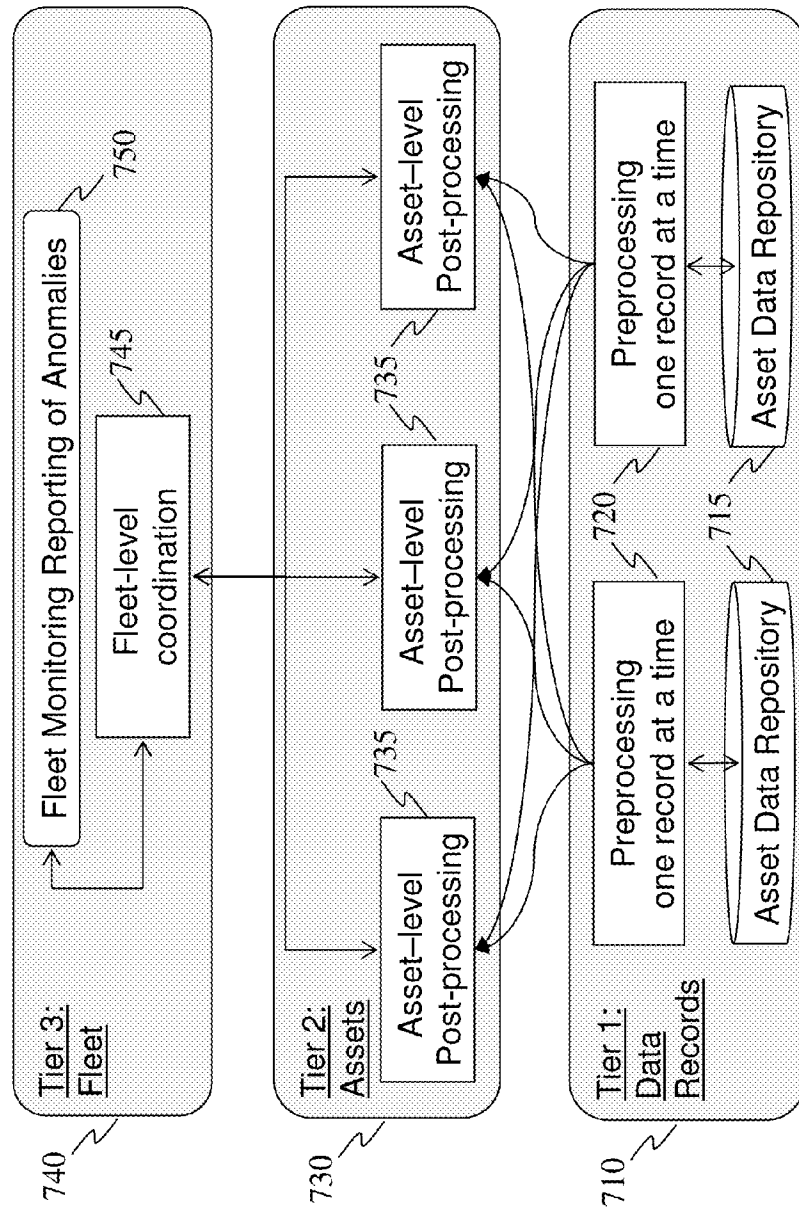 740
Tier 3:
Fleet
Fleet Monitoring Reporting of Anomalies
750
Fleet-level
coordination
745
730
Tier 2:
Assets
Asset–level
Post-processing
735
Asset–level
Post-processing
735
Asset–level
Post-processing
710
Tier 1:
Data
Records
Preprocessing
one record at a time
720
Preprocessing
one record at a time
Asset Data Repository
715
Asset Data Repository